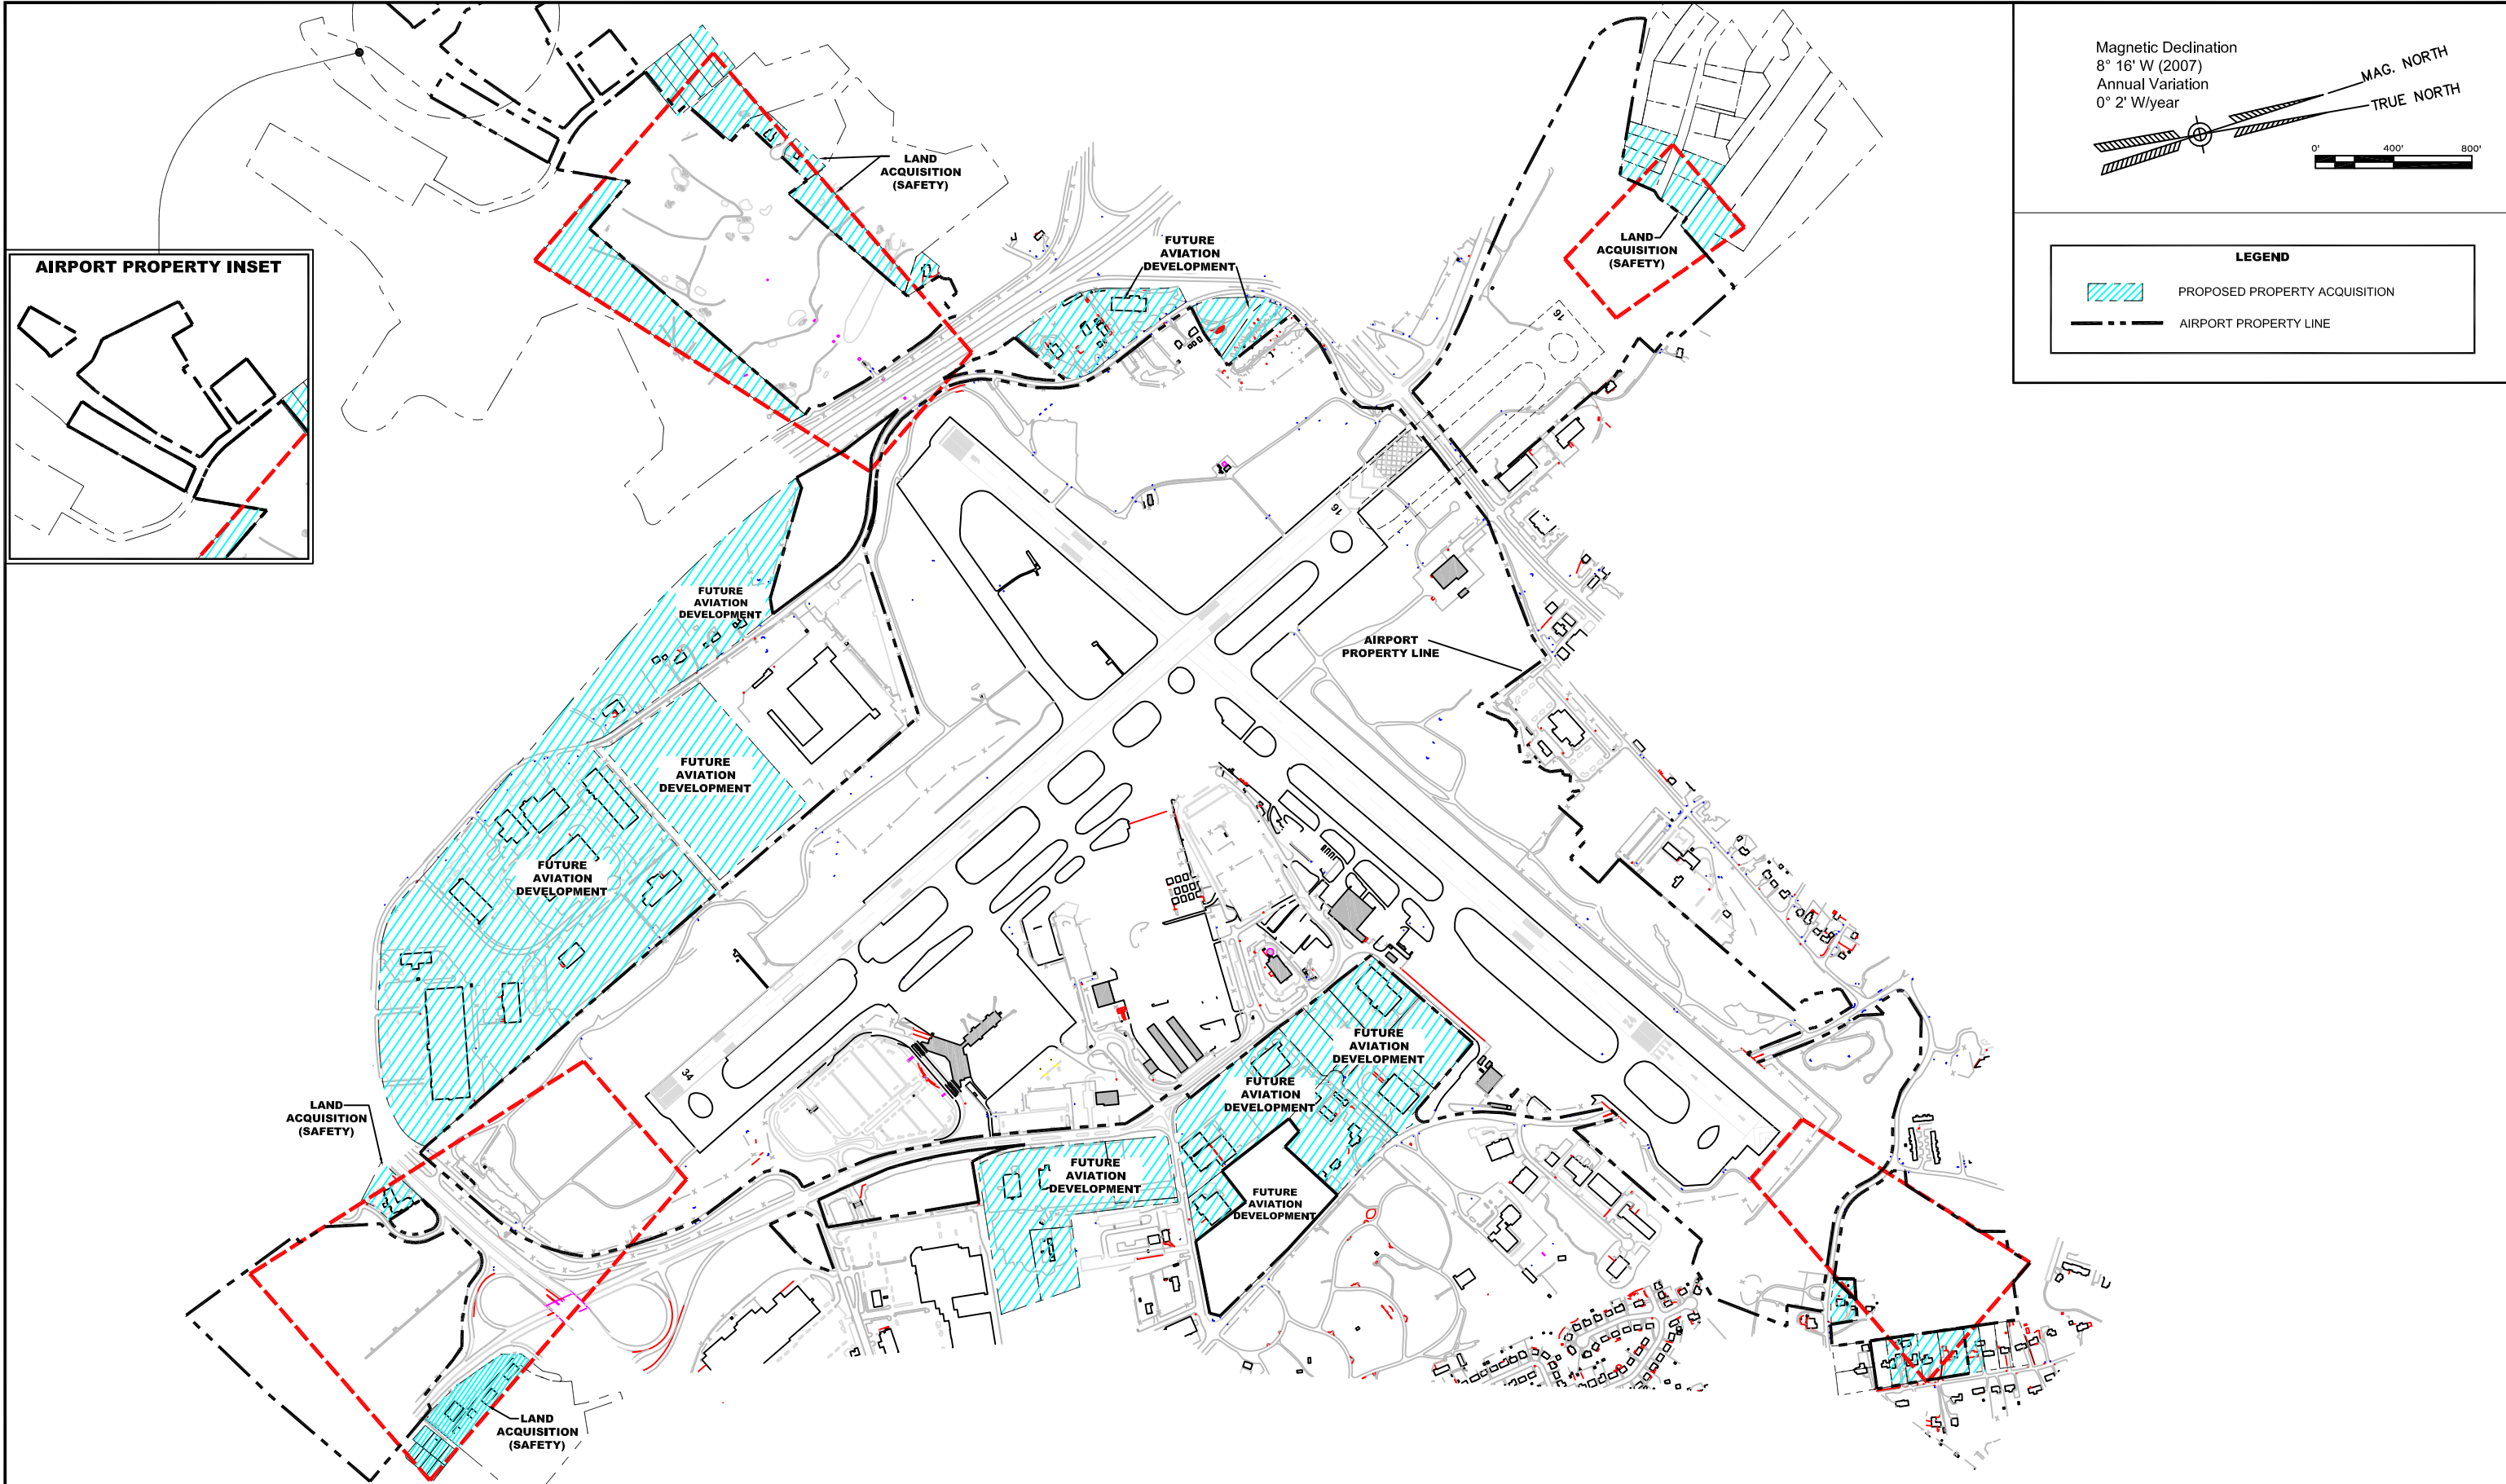 Magnetic Declination
8° 16' W (2007)
Annual Variation
0° 2' W/year
MAG. NORTH
TRUE NORTH
0'
400'
800'
LEGEND
PROPOSED PROPERTY ACQUISITION
AIRPORT PROPERTY LINE
AIRPORT PROPERTY INSET
LAND
ACQUISITION
(SAFETY)
FUTURE
AVIATION
DEVELOPMENT
LAND
ACQUISITION
(SAFETY)
16
16
FUTURE
AVIATION
DEVELOPMENT
AIRPORT
PROPERTY LINE
FUTURE
AVIATION
DEVELOPMENT
FUTURE
AVIATION
DEVELOPMENT
FUTURE
AVIATION
DEVELOPMENT
FUTURE
AVIATION
DEVELOPMENT
34
LAND
ACQUISITION
(SAFETY)
FUTURE
AVIATION
DEVELOPMENT
FUTURE
AVIATION
DEVELOPMENT
LAND
ACQUISITION
(SAFETY)